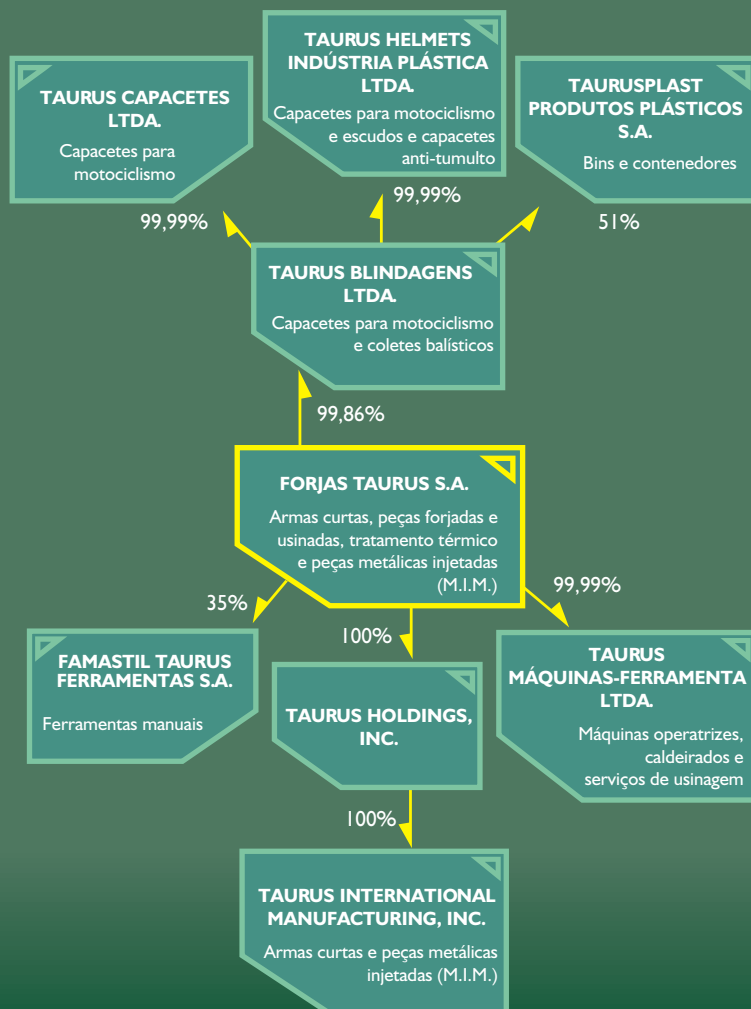 TAURUS CAPACETES
LTDA.
Capacetes para
motociclismo
TAURUS HELMETS
INDÚSTRIA PLÁSTICA
LTDA.
Capacetes para motociclismo
e escudos e capacetes
anti-tumulto
TAURUSPLAST
PRODUTOS PLÁSTICOS
S.A.
Bins e contenedores
99,99%
99,99%
51%
TAURUS BLINDAGENS
LTDA.
Capacetes para motociclismo
e coletes balísticos
99,86%
FORJAS TAURUS S.A.
Armas curtas, peças forjadas e
usinadas, tratamento térmico
e peças metálicas injetadas
(M.I.M.)
35%
100%
99,99%
FAMASTIL TAURUS
FERRAMENTAS S.A.
Ferramentas manuais
TAURUS HOLDINGS,
INC.
TAURUS
MÁQUINAS-FERRAMENTA
LTDA.
Máquinas operatrizes,
caldeirados e
serviços de usinagem
100%
TAURUS INTERNATIONAL
MANUFACTURING, INC.
Armas curtas e peças metálicas
injetadas (M.I.M.)